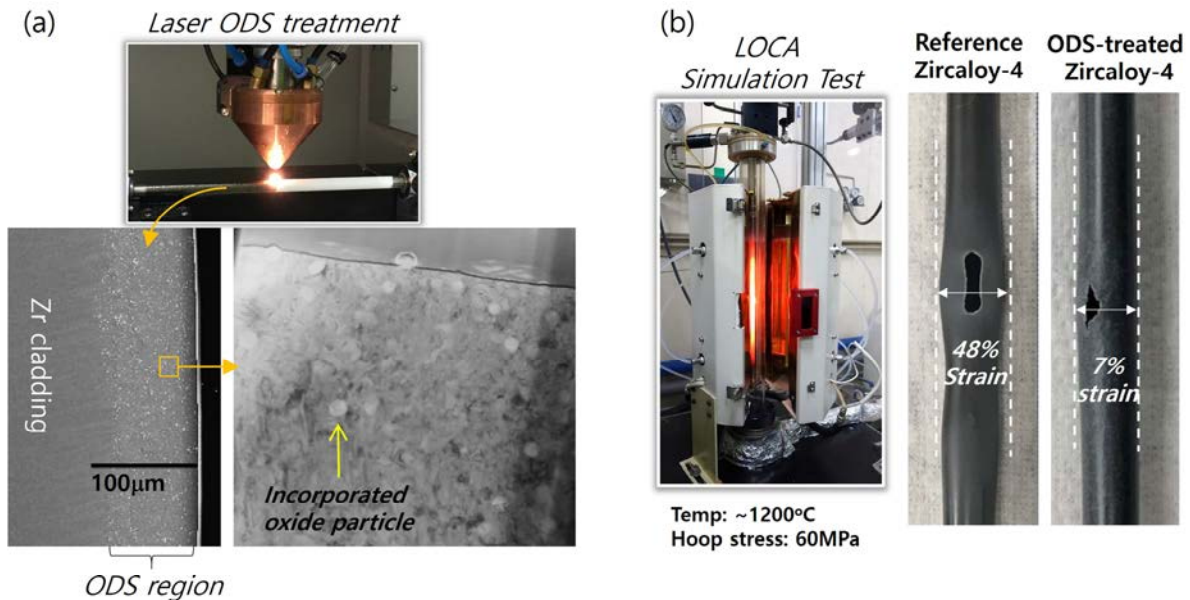 (a)
Laser ODS treatment
Zr cladding
100μm
Incorporated
oxide particle
ODS region
(b)
LOCA
Simulation Test
Temp: ~1200ºC
Hoop stress: 60MPa
Reference
Zircaloy-4
48%
Strain
ODS-treated
Zircaloy-4
7%
strain